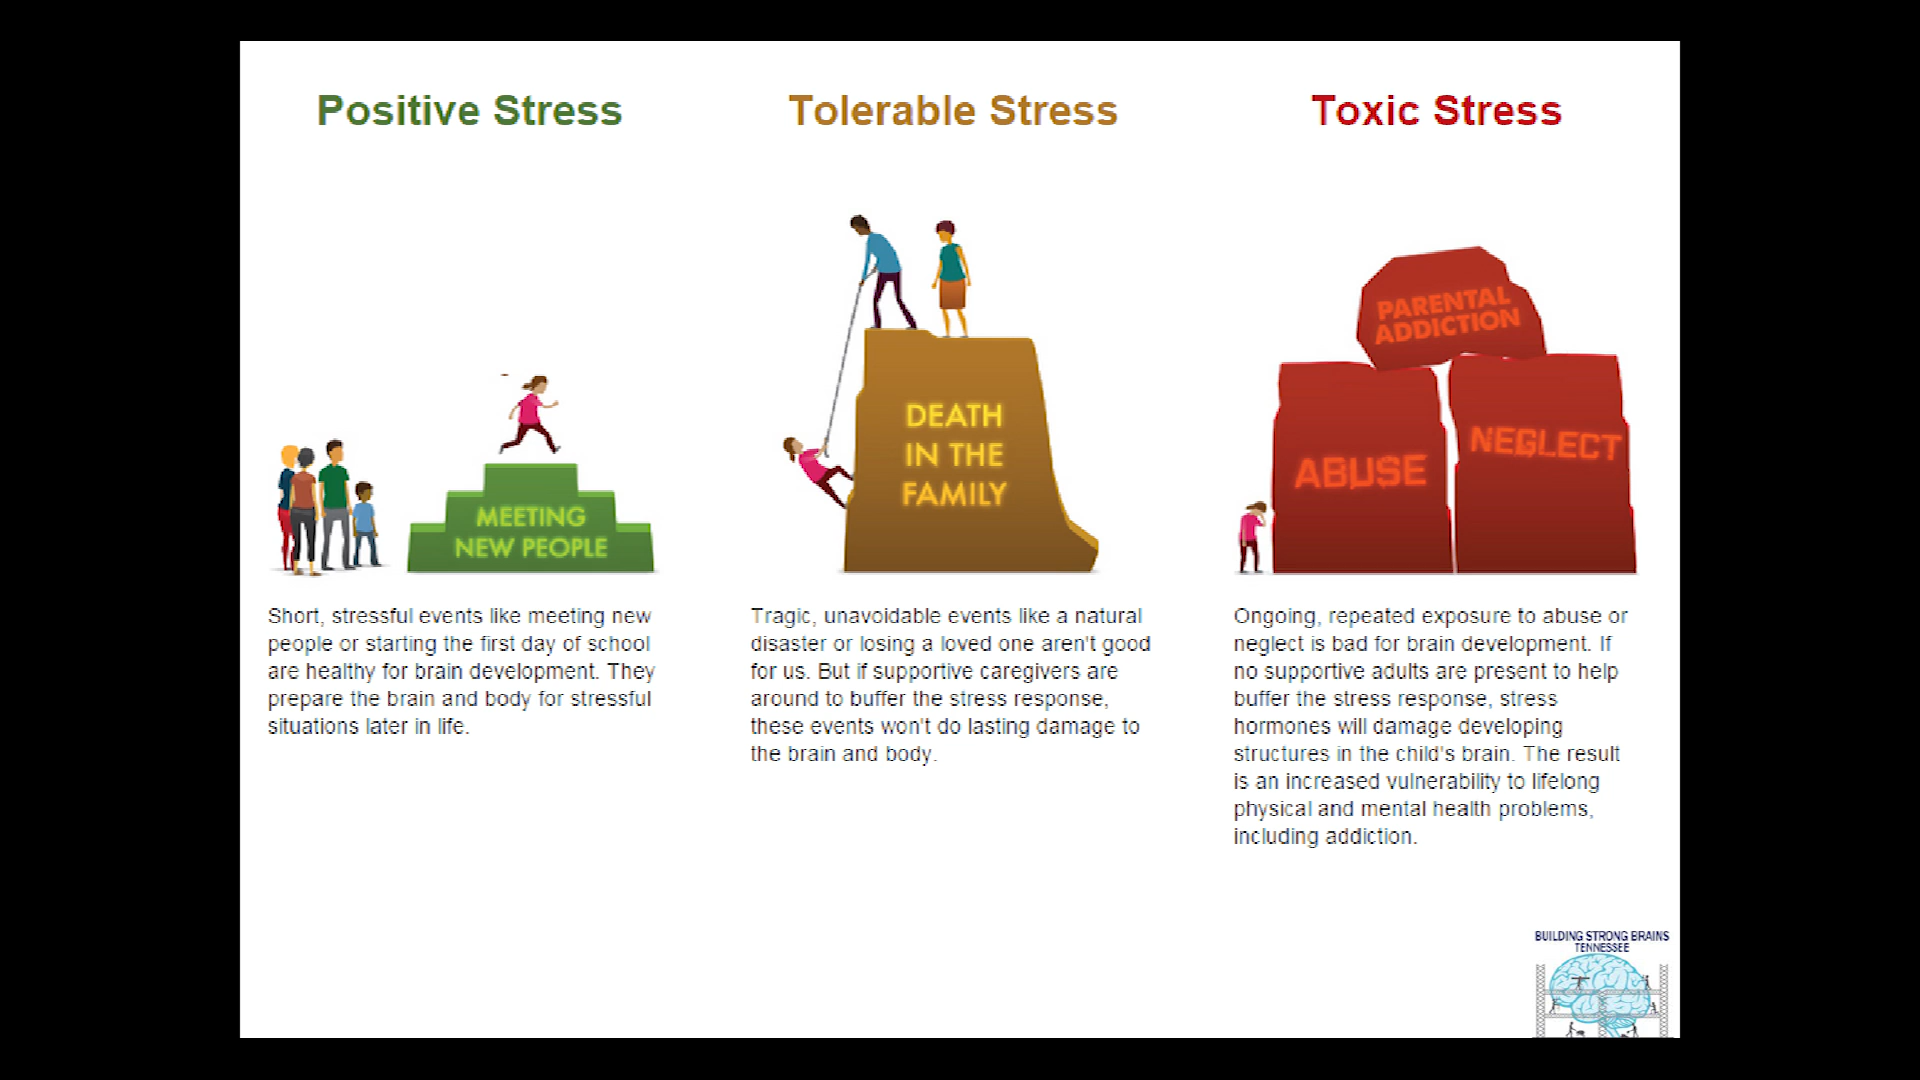 Positive Stress
Tolerable Stress
Toxic Stress
MEETING
NEW PEOPLE
DEATH
IN THE
FAMILY
PARENTAL
ADDICTION
ABUSE
NEGLECT
Short, stressful events like meeting new
people or starting the first day of school
are healthy for brain development. They
prepare the brain and body for stressful
situations later in life.
Tragic, unavoidable events like a natural
disaster or losing a loved one aren't good
for us. But if supportive caregivers are
around to buffer the stress response,
these events won't do lasting damage to
the brain and body.
Ongoing, repeated exposure to abuse or
neglect is bad for brain development. If
no supportive adults are present to help
buffer the stress response, stress
hormones will damage developing
structures in the child's brain. The result
is an increased vulnerability to lifelong
physical and mental health problems,
including addiction.
BUILDING STRONG BRAINS
TENNESSEE